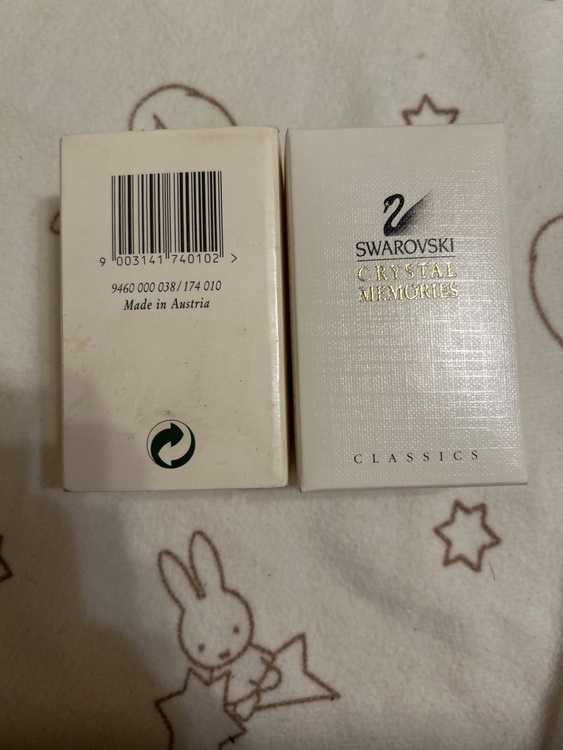 9 003141 740102 >
9460 000 038/174 010
Made in Austria
SWAROVSKI
CRYSTAL
MEMORIES
CLASSICS